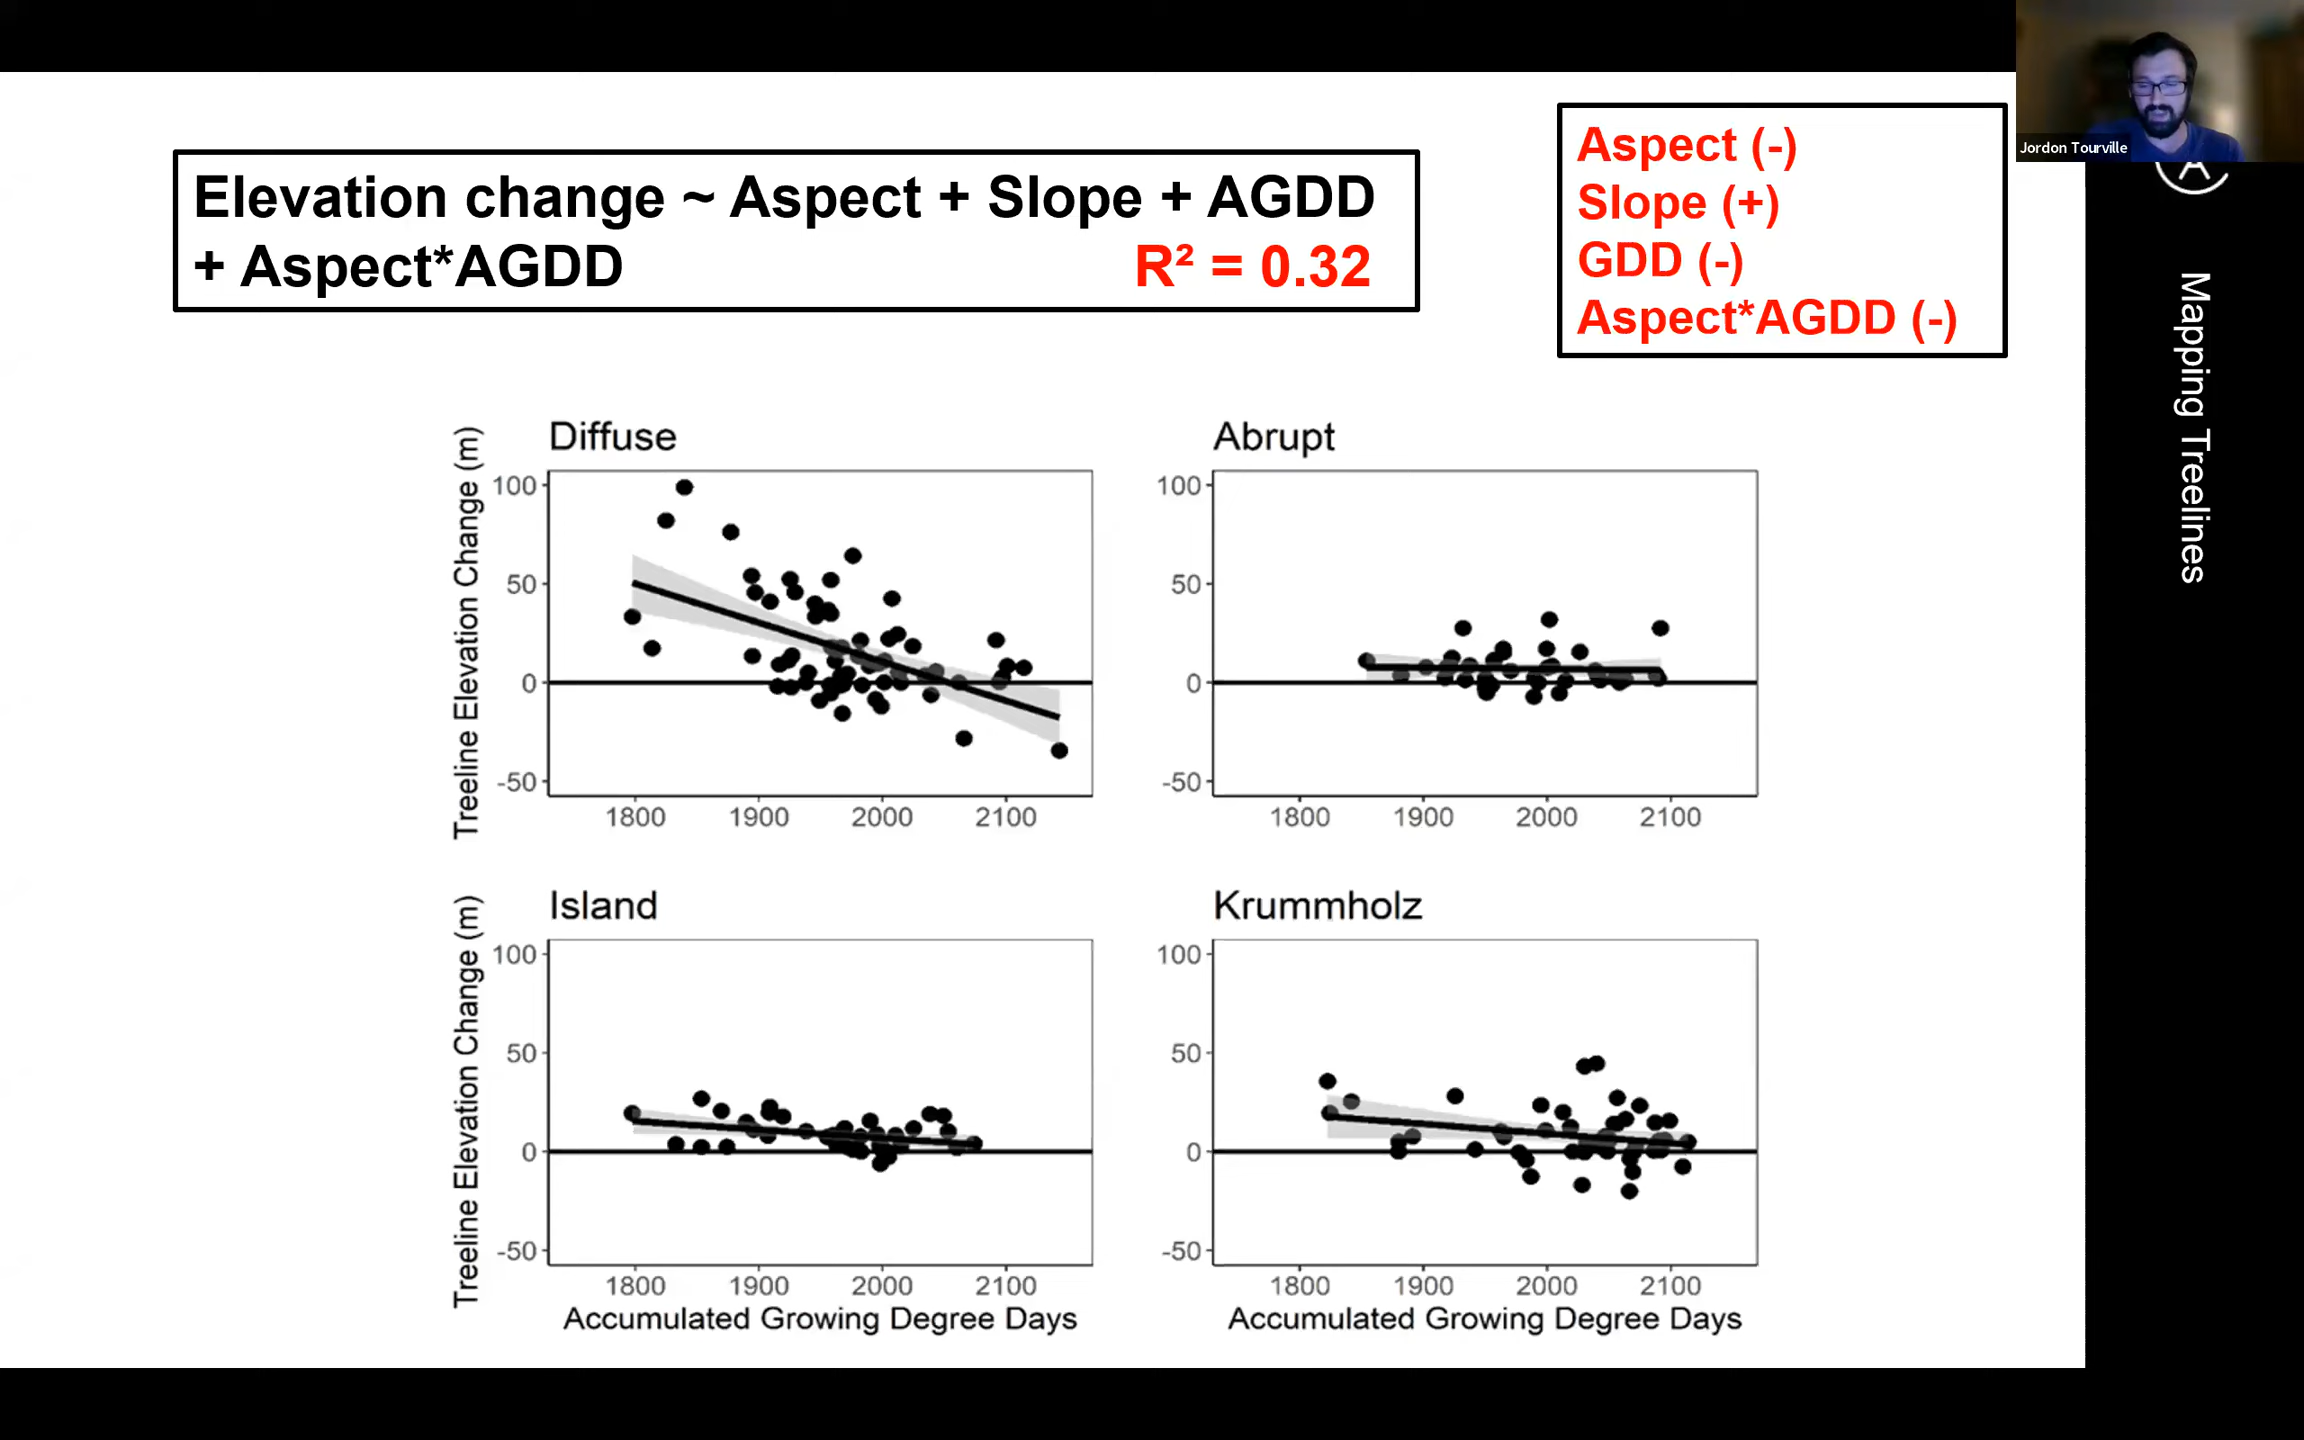 Jordon Tourville
Elevation change ~ Aspect + Slope + AGDD
+ Aspect*AGDD R² = 0.32
Aspect (-)
Slope (+)
GDD (-)
Aspect*AGDD (-)
Mapping Treelines
Diffuse
Treeline Elevation Change (m)
100
50
0
-50
1800 1900 2000 2100
Abrupt
100
50
0
-50
1800 1900 2000 2100
Island
Treeline Elevation Change (m)
100
50
0
-50
1800 1900 2000 2100
Accumulated Growing Degree Days
Krummholz
100
50
0
-50
1800 1900 2000 2100
Accumulated Growing Degree Days